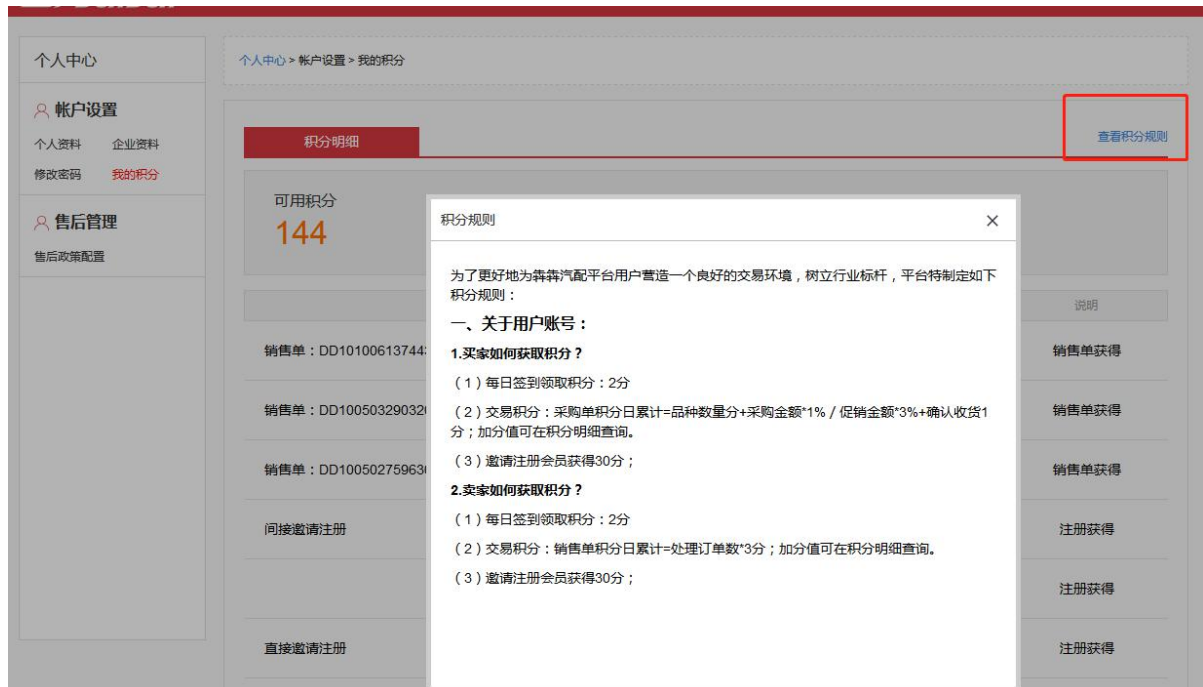 个人中心
个人中心 > 帐户设置 > 我的积分
帐户设置
个人资料 企业资料
修改密码 我的积分
售后管理
售后政策配置
积分明细
查看积分规则
可用积分
144
积分规则
为了更好地为犇犇汽配平台用户营造一个良好的交易环境，树立行业标杆，平台特制定如下
积分规则：
一、关于用户账号：
1.买家如何获取积分？
（1）每日签到领取积分：2分
（2）交易积分：采购单积分日累计=品种数量分+采购金额*1% / 促销金额*3%+确认收货1
分；加分值可在积分明细查询。
（3）邀请注册会员获得30分；
2.卖家如何获取积分？
（1）每日签到领取积分：2分
（2）交易积分：销售单积分日累计=处理订单数*3分；加分值可在积分明细查询。
（3）邀请注册会员获得30分；
说明
销售单：DD1010061374 销售单获得
销售单：DD1005032903 销售单获得
销售单：DD1005027596 销售单获得
间接邀请注册 注册获得
注册获得
直接邀请注册 注册获得